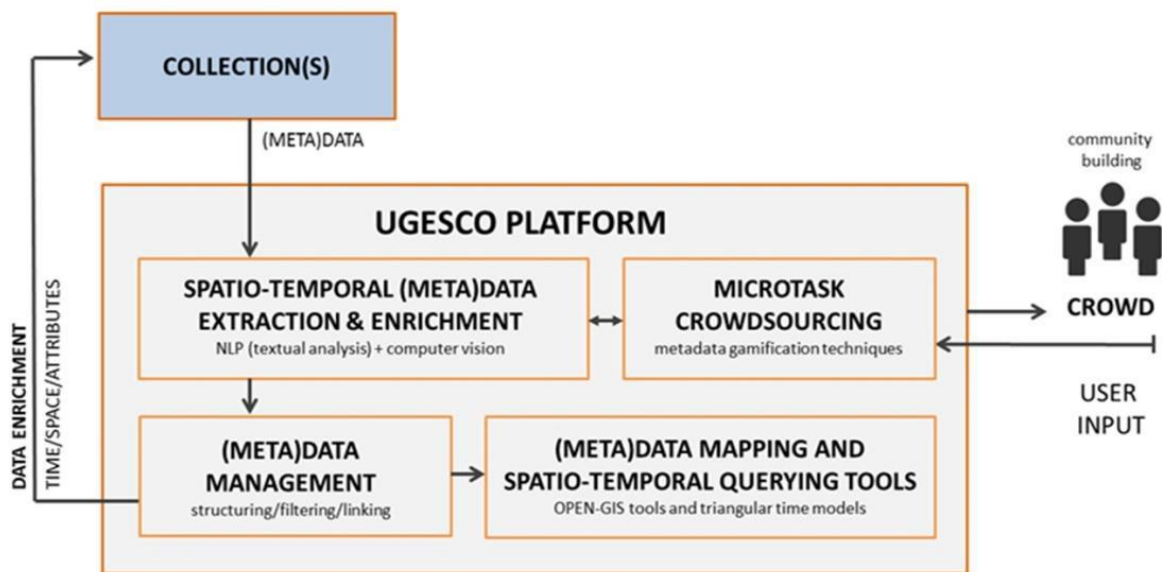 COLLECTION(S)
(META)DATA
community
building
UGESCO PLATFORM
SPATIO-TEMPORAL (META)DATA
EXTRACTION & ENRICHMENT
NLP (textual analysis) + computer vision
MICROTASK
CROWDSOURCING
metadata gamification techniques
CROWD
USER
INPUT
DATA ENRICHMENT
TIME/SPACE/ATTRIBUTES
(META)DATA
MANAGEMENT
structuring/filtering/linking
(META)DATA MAPPING AND
SPATIO-TEMPORAL QUERYING TOOLS
OPEN-GIS tools and triangular time models